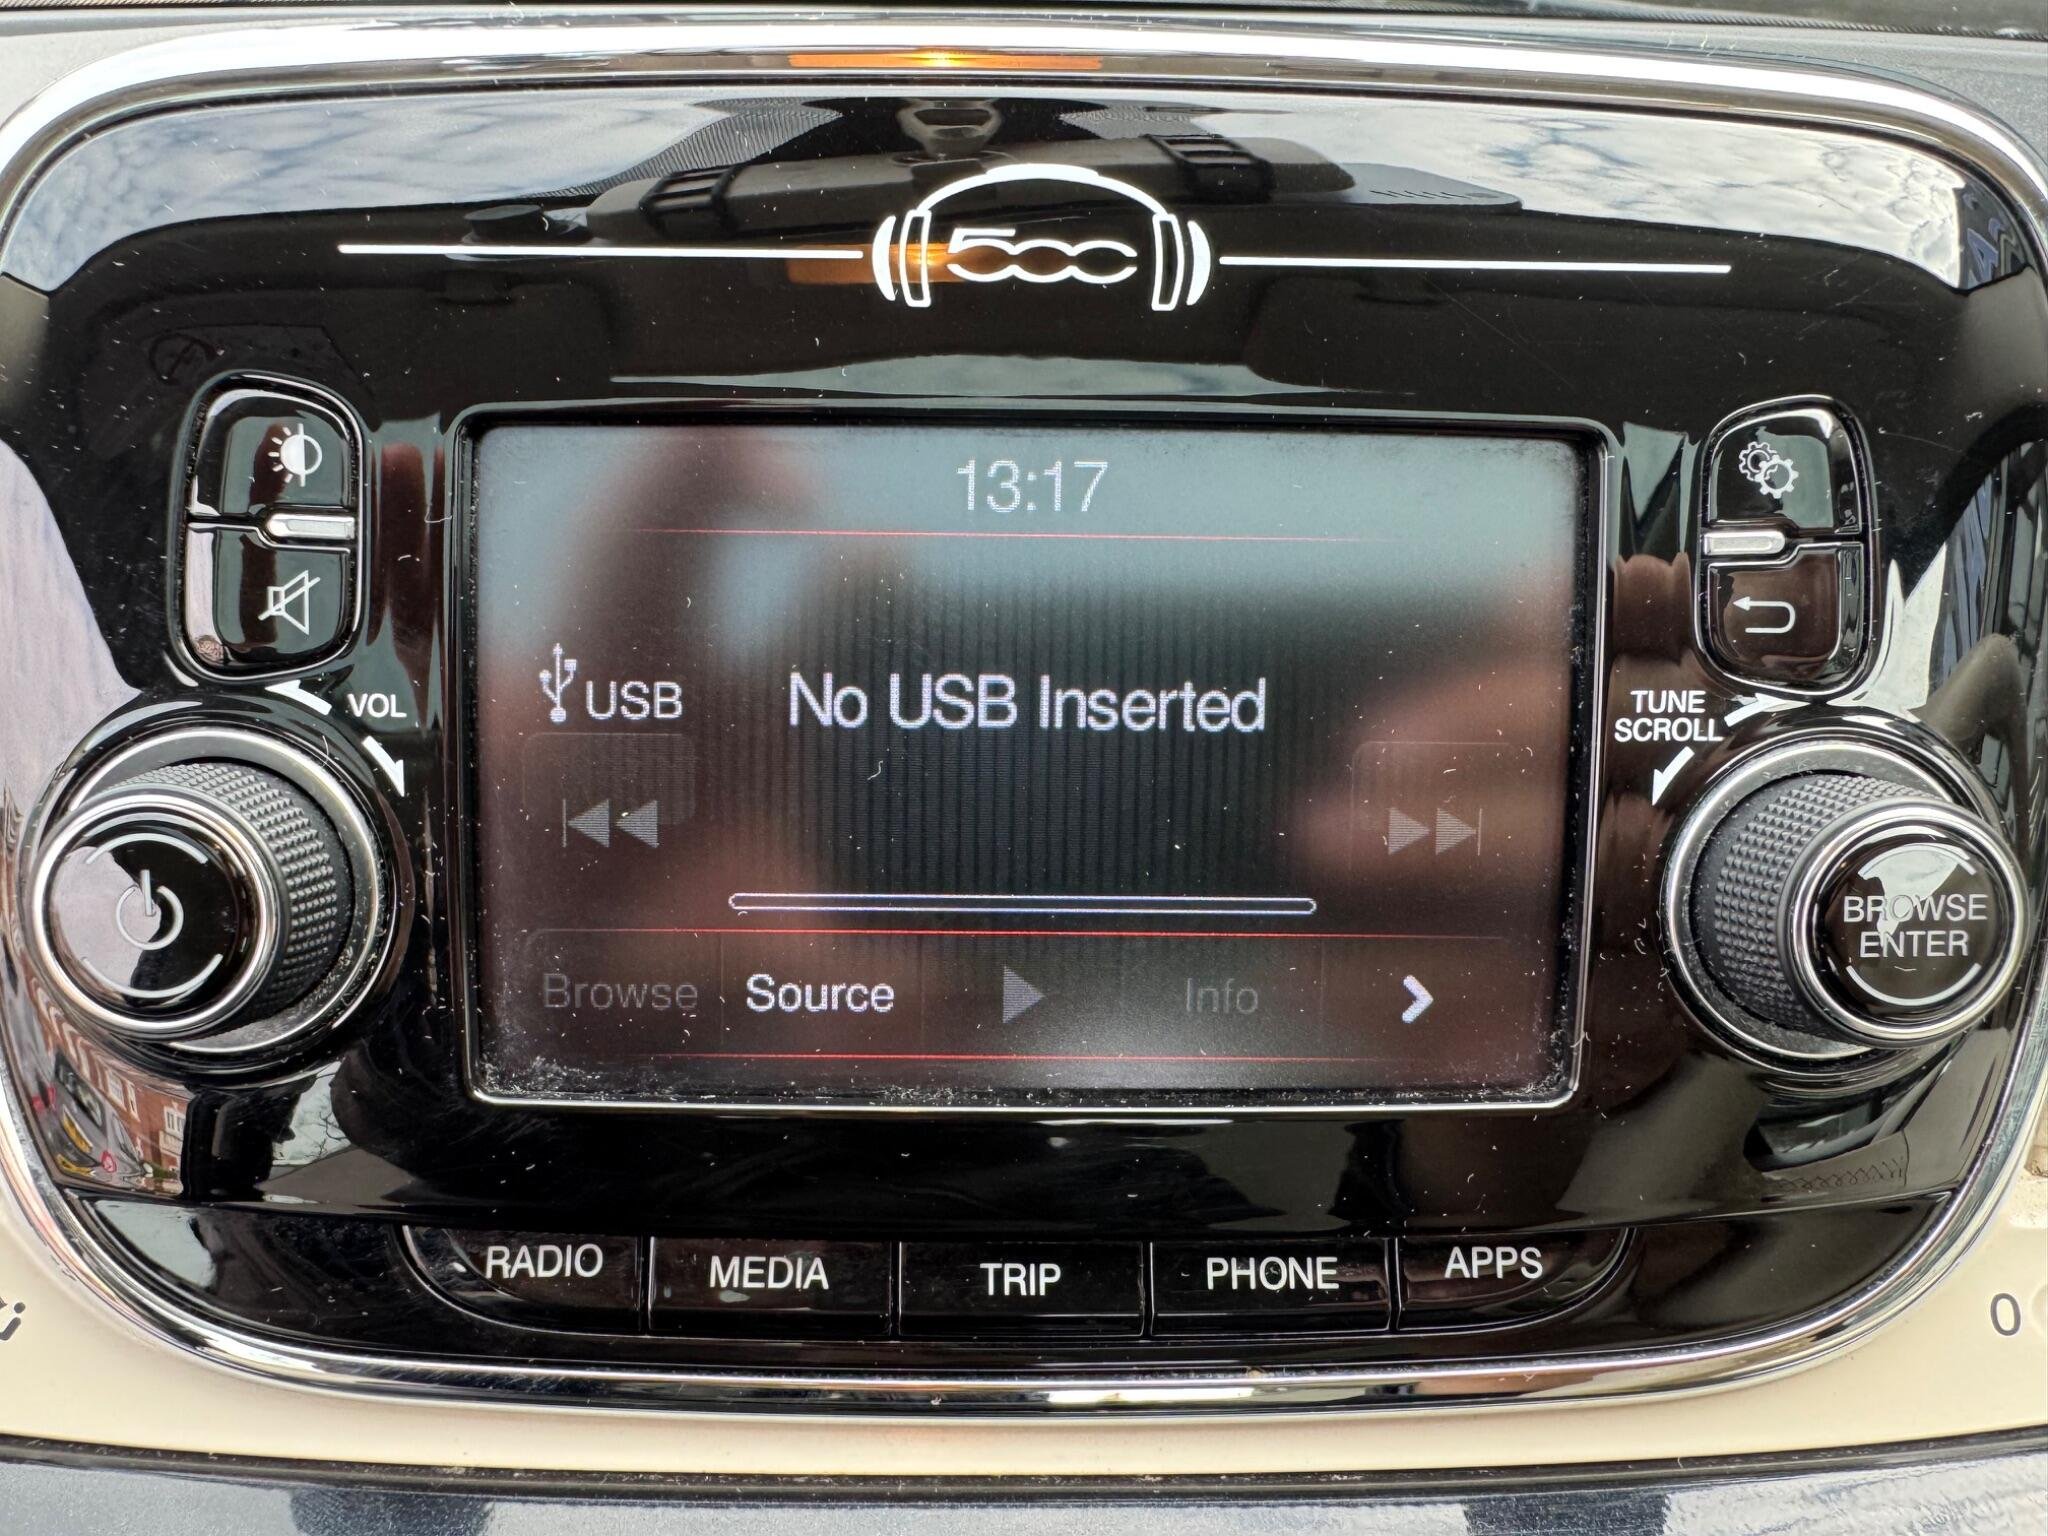 500
13:17
VOL
TUNE
SCROLL
USB
No USB Inserted
BROWSE
ENTER
Browse
Source
Info
RADIO
MEDIA
TRIP
PHONE
APPS
0